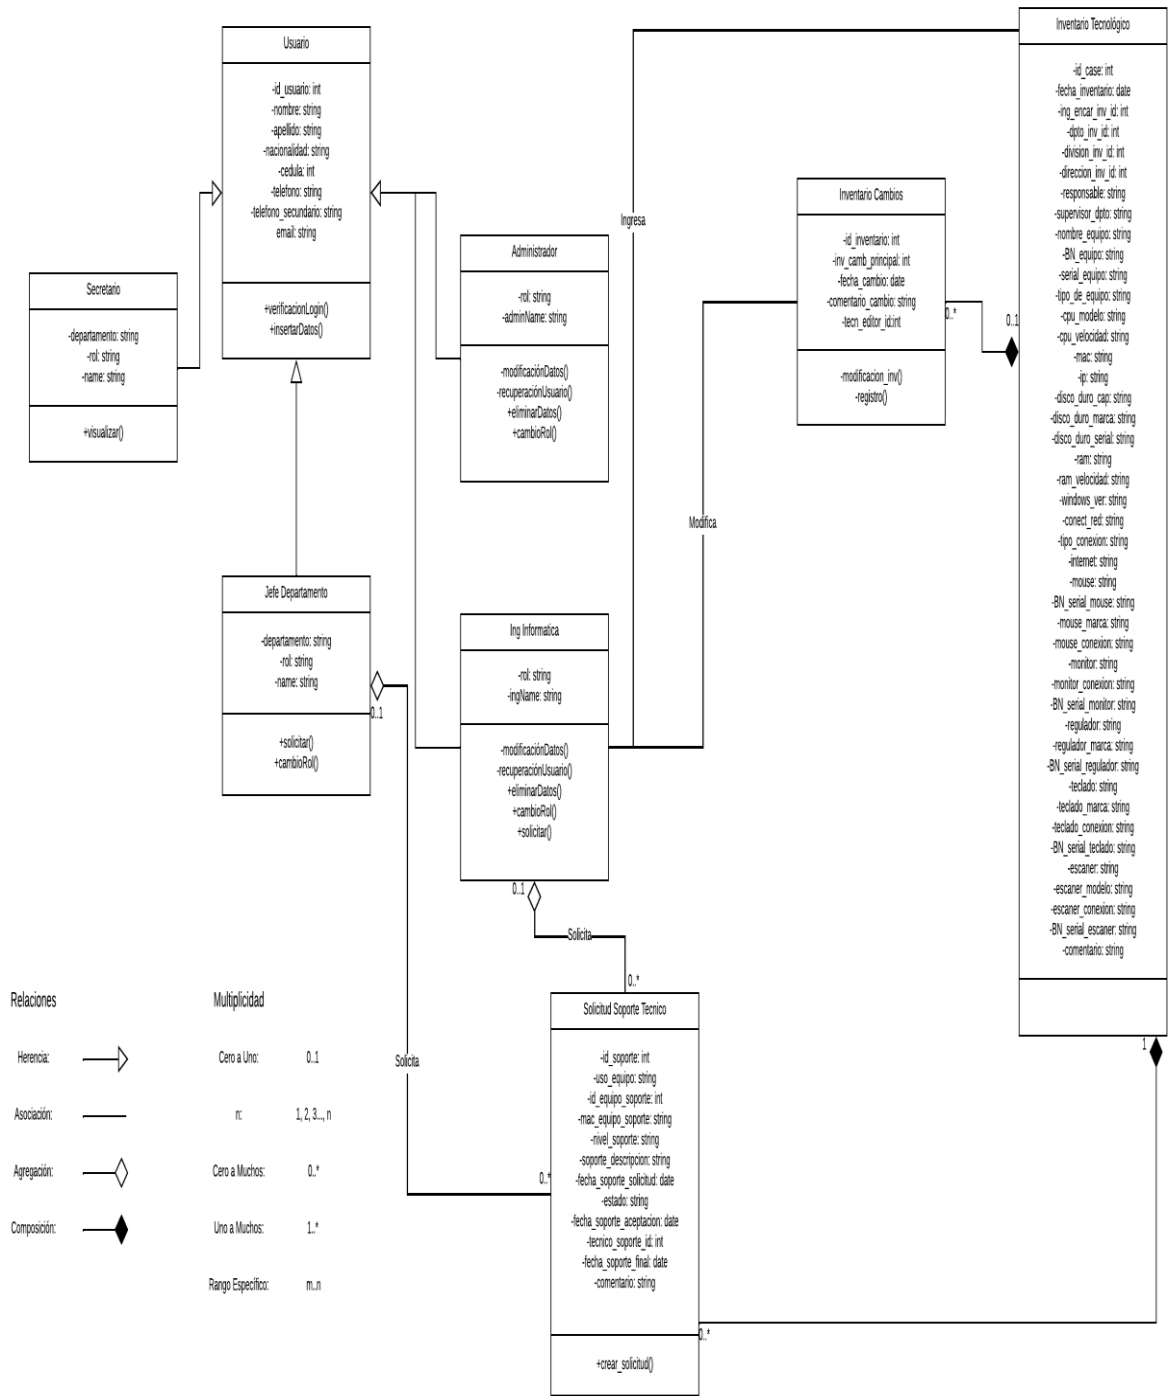 Usuario
-id_usuario: int
-nombre: string
-apellido: string
-nacionalidad: string
-cedula: int
-telefono: string
-telefono_secundario: string
email: string
+verificacionLogin()
+insertarDatos()
Secretario
-departamento: string
-rol: string
-name: string
+visualizar()
Administrador
-rol: string
-adminName: string
-modificaciónDatos()
-recuperaciónUsuario()
+eliminarDatos()
+cambioRol()
Jefe Departamento
-departamento: string
-rol: string
-name: string
+solicitar()
+cambioRol()
0..1
Ing Informatica
-rol: string
-ingName: string
-modificaciónDatos()
-recuperaciónUsuario()
+eliminarDatos()
+cambioRol()
+solicitar()
0..1
Solicita
0..*
Ingresa
Modifica
Inventario Cambios
-id_inventario: int
-inv_camb_principal: int
-fecha_cambio: date
-comentario_cambio: string
-tecn_editor_id:int
-modificacion_inv()
-registro()
0..*
0..1
Inventario Tecnológico
-id_case: int
-fecha_inventario: date
-ing_encar_inv_id: int
-dpto_inv_id: int
-division_inv_id: int
-direccion_inv_id: int
-responsable: string
-supervisor_dpto: string
-nombre_equipo: string
-BN_equipo: string
-serial_equipo: string
-tipo_de_equipo: string
-cpu_modelo: string
-cpu_velocidad: string
-mac: string
-ip: string
-disco_duro_cap: string
-disco_duro_marca: string
-disco_duro_serial: string
-ram: string
-ram_velocidad: string
-windows_ver: string
-conect_red: string
-tipo_conexion: string
-internet: string
-mouse: string
-BN_serial_mouse: string
-mouse_marca: string
-mouse_conexion: string
-monitor: string
-monitor_conexion: string
-BN_serial_monitor: string
-regulador: string
-regulador_marca: string
-BN_serial_regulador: string
-teclado: string
-teclado_marca: string
-teclado_conexion: string
-BN_serial_teclado: string
-escaner: string
-escaner_modelo: string
-escaner_conexion: string
-BN_serial_escaner: string
-comentario: string
1
Solicitud Soporte Tecnico
-id_soporte: int
-uso_equipo: string
-id_equipo_soporte: int
-mac_equipo_soporte: string
-nivel_soporte: string
-soporte_descripcion: string
-fecha_soporte_solicitud: date
-estado: string
-fecha_soporte_aceptacion: date
-tecnico_soporte_id: int
-fecha_soporte_final: date
-comentario: string
+crear_solicitud()
Solicita
0..*
0..*
Relaciones
Herencia:
Asociación:
Agregación:
Composición:
Multiplicidad
Cero a Uno: 0..1
n: 1, 2, 3..., n
Cero a Muchos: 0..*
Uno a Muchos: 1..*
Rango Específico: m..n